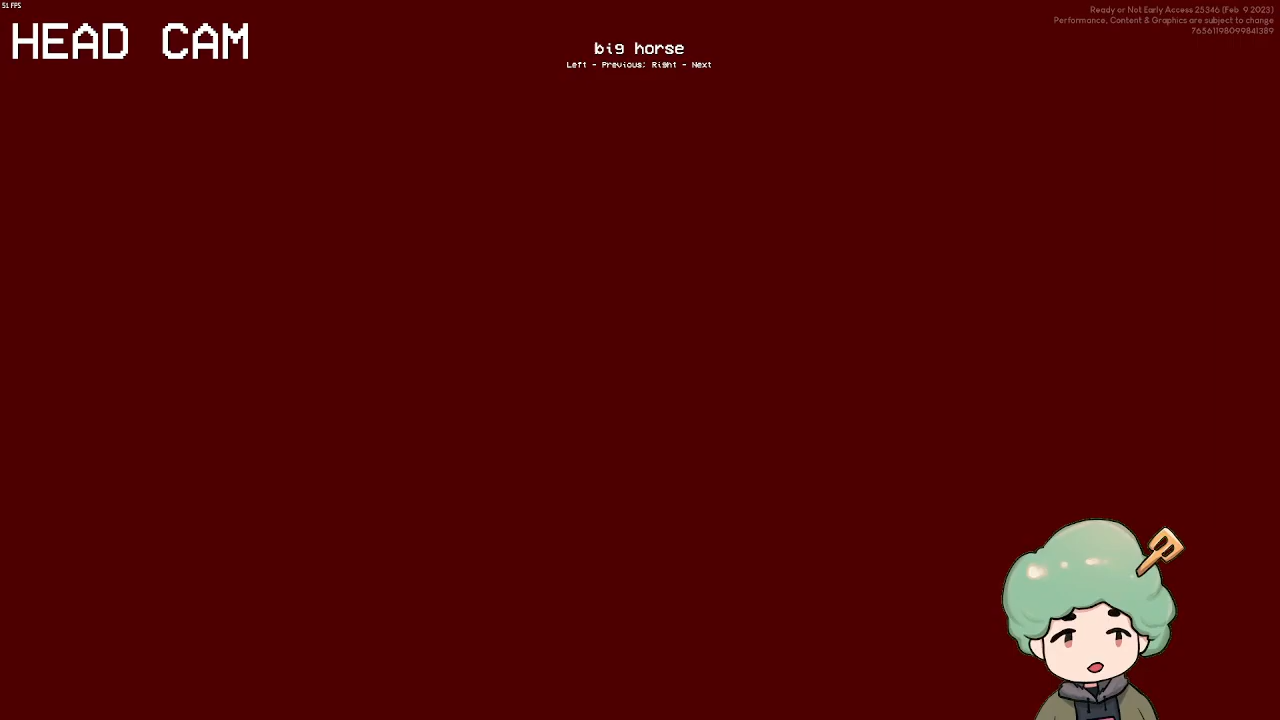 51 FPS
HEAD CAM
big horse
Left - Previous; Right - Next
Ready or Not Early Access 25346 (Feb 9 2023)
Performance, Content & Graphics are subject to change
76561198099841389